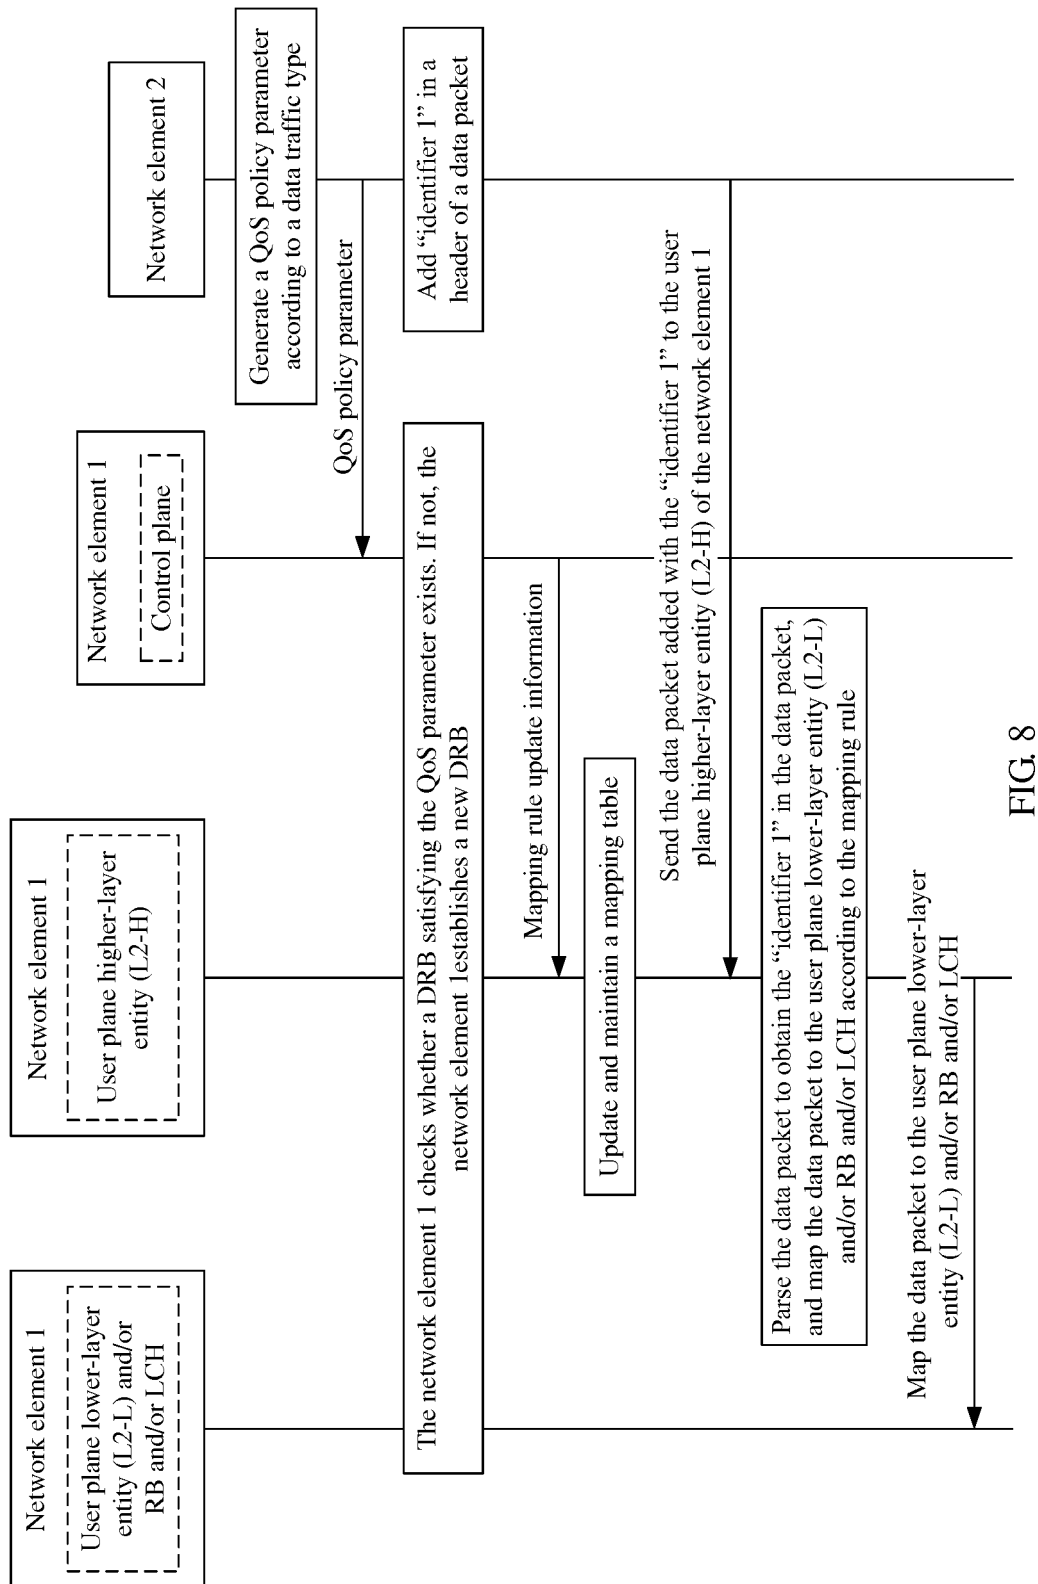 Network element 1
User plane lower-layer
entity (L2-L) and/or
RB and/or LCH
Network element 1
User plane higher-layer
entity (L2-H)
Network element 1
Control plane
Network element 2
Generate a QoS policy parameter
according to a data traffic type
QoS policy parameter
The network element 1 checks whether a DRB satisfying the QoS parameter exists. If not, the
network element 1establishes a new DRB
Add “identifier 1” in a
header of a data packet
Mapping rule update information
Update and maintain a mapping table
Send the data packet added with the “identifier 1” to the user
plane higher-layer entity (L2-H) of the network element 1
Parse the data packet to obtain the “identifier 1” in the data packet,
and map the data packet to the user plane lower-layer entity (L2-L)
and/or RB and/or LCH according to the mapping rule
Map the data packet to the user plane lower-layer
entity (L2-L) and/or RB and/or LCH
FIG. 8